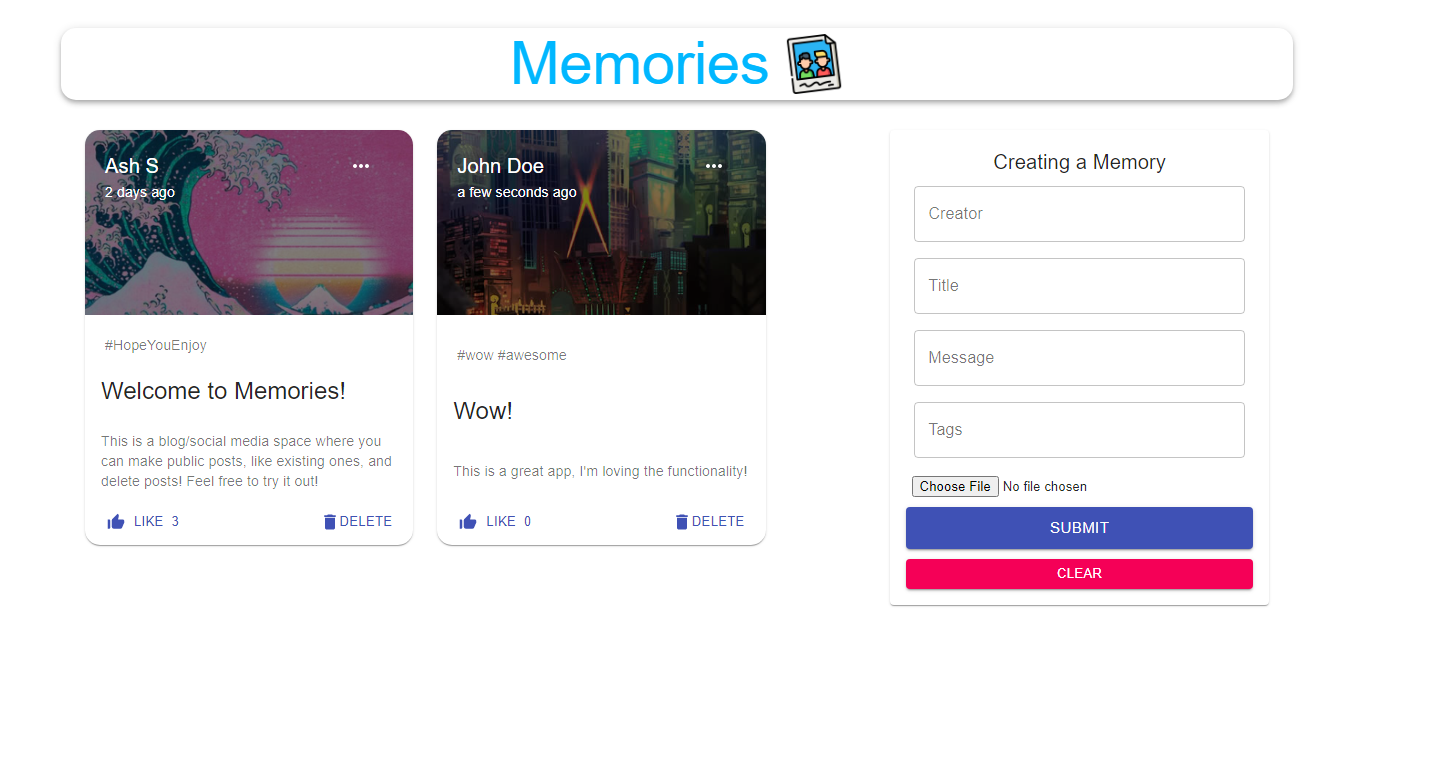 Memories
Ash S
2 days ago
#HopeYouEnjoy
Welcome to Memories!
This is a blog/social media space where you
can make public posts, like existing ones, and
delete posts! Feel free to try it out!
LIKE 3
DELETE
John Doe
a few seconds ago
#wow #awesome
Wow!
This is a great app, I'm loving the functionality!
LIKE 0
DELETE
Creating a Memory
Creator
Title
Message
Tags
Choose File No file chosen
SUBMIT
CLEAR